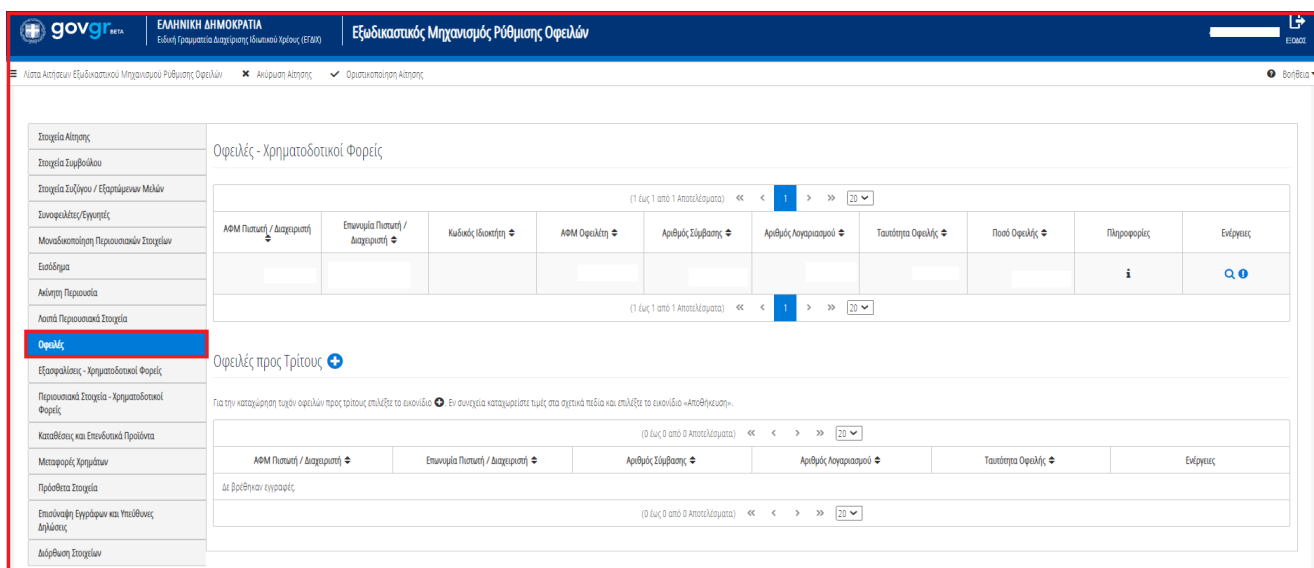 govgr BETA
ΕΛΛΗΝΙΚΗ ΔΗΜΟΚΡΑΤΙΑ
Ειδική Γραμματεία Διαχείρισης Ιδιωτικού Χρέους (ΕΓΔΙΧ)
Εξωδικαστικός Μηχανισμός Ρύθμισης Οφειλών
ΕΞΟΔΟΣ
Λίστα Αιτήσεων Εξωδικαστικού Μηχανισμού Ρύθμισης Οφειλών Ακύρωση Αίτησης Οριστικοποίηση Αίτησης Βοήθεια
Στοιχεία Αίτησης
Στοιχεία Συμβούλου
Στοιχεία Συζύγου / Εξαρτώμενων Μελών
Συνοφειλέτες/Εγγυητές
Μοναδικοποίηση Περιουσιακών Στοιχείων
Εισόδημα
Ακίνητη Περιουσία
Λοιπά Περιουσιακά Στοιχεία
Οφειλές
Εξασφαλίσεις - Χρηματοδοτικοί Φορείς
Περιουσιακά Στοιχεία - Χρηματοδοτικοί
Φορείς
Καταθέσεις και Επενδυτικά Προϊόντα
Μεταφορές Χρημάτων
Πρόσθετα Στοιχεία
Επισύναψη Εγγράφων και Υπεύθυνες
Δηλώσεις
Διόρθωση Στοιχείων
Οφειλές - Χρηματοδοτικοί Φορείς
(1 έως 1 από 1 Αποτελέσματα) 1 20
ΑΦΜ Πιστωτή / Διαχειριστή
Επωνυμία Πιστωτή /
Διαχειριστή
Κωδικός Ιδιοκτήτη
ΑΦΜ Οφειλέτη
Αριθμός Σύμβασης
Αριθμός Λογαριασμού
Ταυτότητα Οφειλής
Ποσό Οφειλής
Πληροφορίες
Ενέργειες
(1 έως 1 από 1 Αποτελέσματα) 1 20
Οφειλές προς Τρίτους
Για την καταχώρηση τυχόν οφειλών προς τρίτους επιλέξτε το εικονίδιο . Εν συνεχεία καταχωρείστε τιμές στα σχετικά πεδία και επιλέξτε το εικονίδιο «Αποθήκευση».
(0 έως 0 από 0 Αποτελέσματα) 20
ΑΦΜ Πιστωτή / Διαχειριστή Επωνυμία Πιστωτή / Διαχειριστή Αριθμός Σύμβασης Αριθμός Λογαριασμού Ταυτότητα Οφειλής Ενέργειες
Δε βρέθηκαν εγγραφές.
(0 έως 0 από 0 Αποτελέσματα) 20